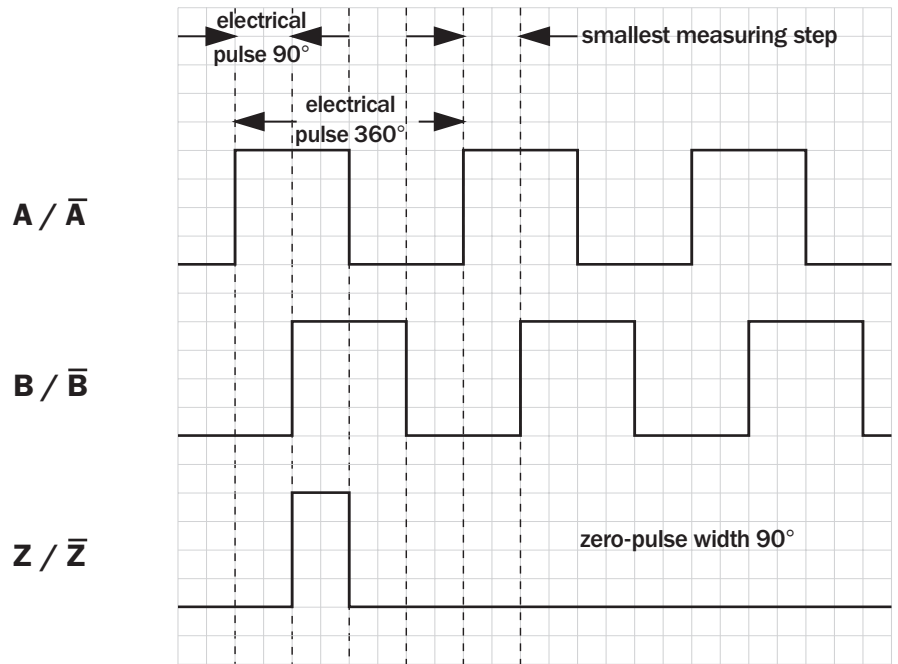 electrical
pulse 90°
smallest measuring step
electrical
pulse 360°
A / A̅
B / B̅
Z / Z̅
zero-pulse width 90°